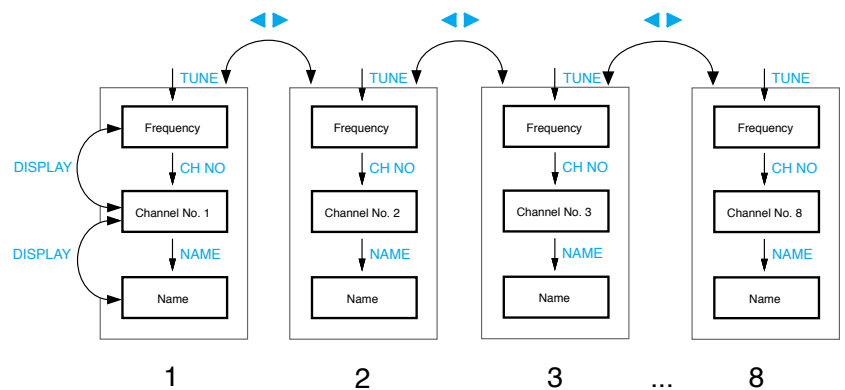 TUNE TUNE TUNE TUNE
Frequency Frequency Frequency Frequency
DISPLAY CH NO CH NO CH NO CH NO
Channel No. 1 Channel No. 2 Channel No. 3 Channel No. 8
DISPLAY NAME NAME NAME NAME
Name Name Name Name
1 2 3 ... 8